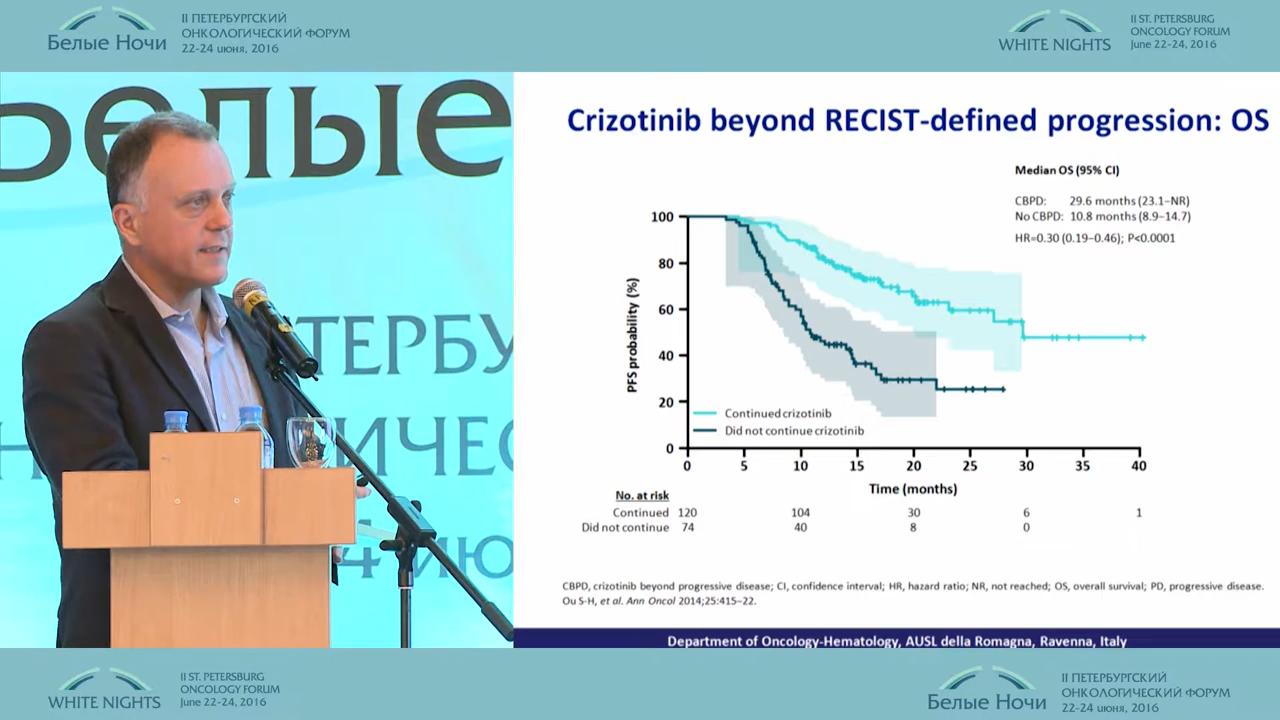 Белые Ночи
II ПЕТЕРБУРГСКИЙ
ОНКОЛОГИЧЕСКИЙ ФОРУМ
22-24 июня, 2016
WHITE NIGHTS
II ST. PETERSBURG
ONCOLOGY FORUM
June 22-24, 2016
Белые
ТЕРБУ
ИЧЕС
4 ИЮ
Crizotinib beyond RECIST-defined progression: OS
Median OS (95% CI)
CBPD: 29.6 months (23.1–NR)
No CBPD: 10.8 months (8.9–14.7)
HR=0.30 (0.19–0.46); P<0.0001
PFS probability (%)
100
80
60
40
20
0
Continued crizotinib
Did not continue crizotinib
0 5 10 15 20 25 30 35 40
Time (months)
No. at risk
Continued 120 104 30 6 1
Did not continue 74 40 8 0
CBPD, crizotinib beyond progressive disease; CI, confidence interval; HR, hazard ratio; NR, not reached; OS, overall survival; PD, progressive disease.
Ou S-H, et al. Ann Oncol 2014;25:415–22.
Department of Oncology-Hematology, AUSL della Romagna, Ravenna, Italy
WHITE NIGHTS
II ST. PETERSBURG
ONCOLOGY FORUM
June 22-24, 2016
Белые Ночи
II ПЕТЕРБУРГСКИЙ
ОНКОЛОГИЧЕСКИЙ ФОРУМ
22-24 июня, 2016